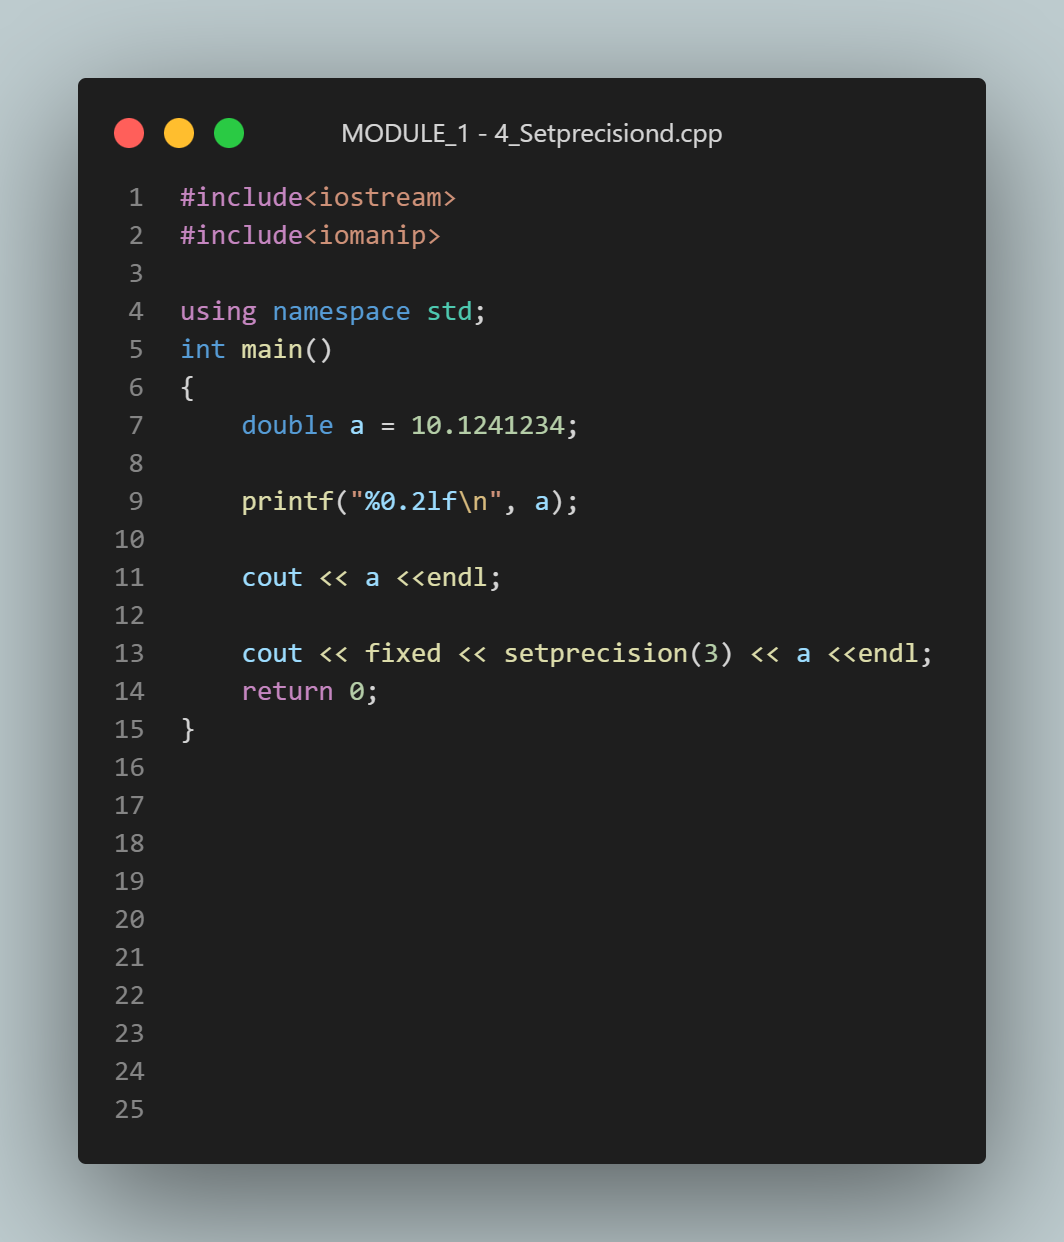 MODULE_1 - 4_Setprecisiond.cpp
1 #include<iostream>
2 #include<iomanip>
3
4 using namespace std;
5 int main()
6 {
7     double a = 10.1241234;
8
9     printf("%0.2lf\n", a);
10
11     cout << a <<endl;
12
13     cout << fixed << setprecision(3) << a <<endl;
14     return 0;
15 }
16
17
18
19
20
21
22
23
24
25